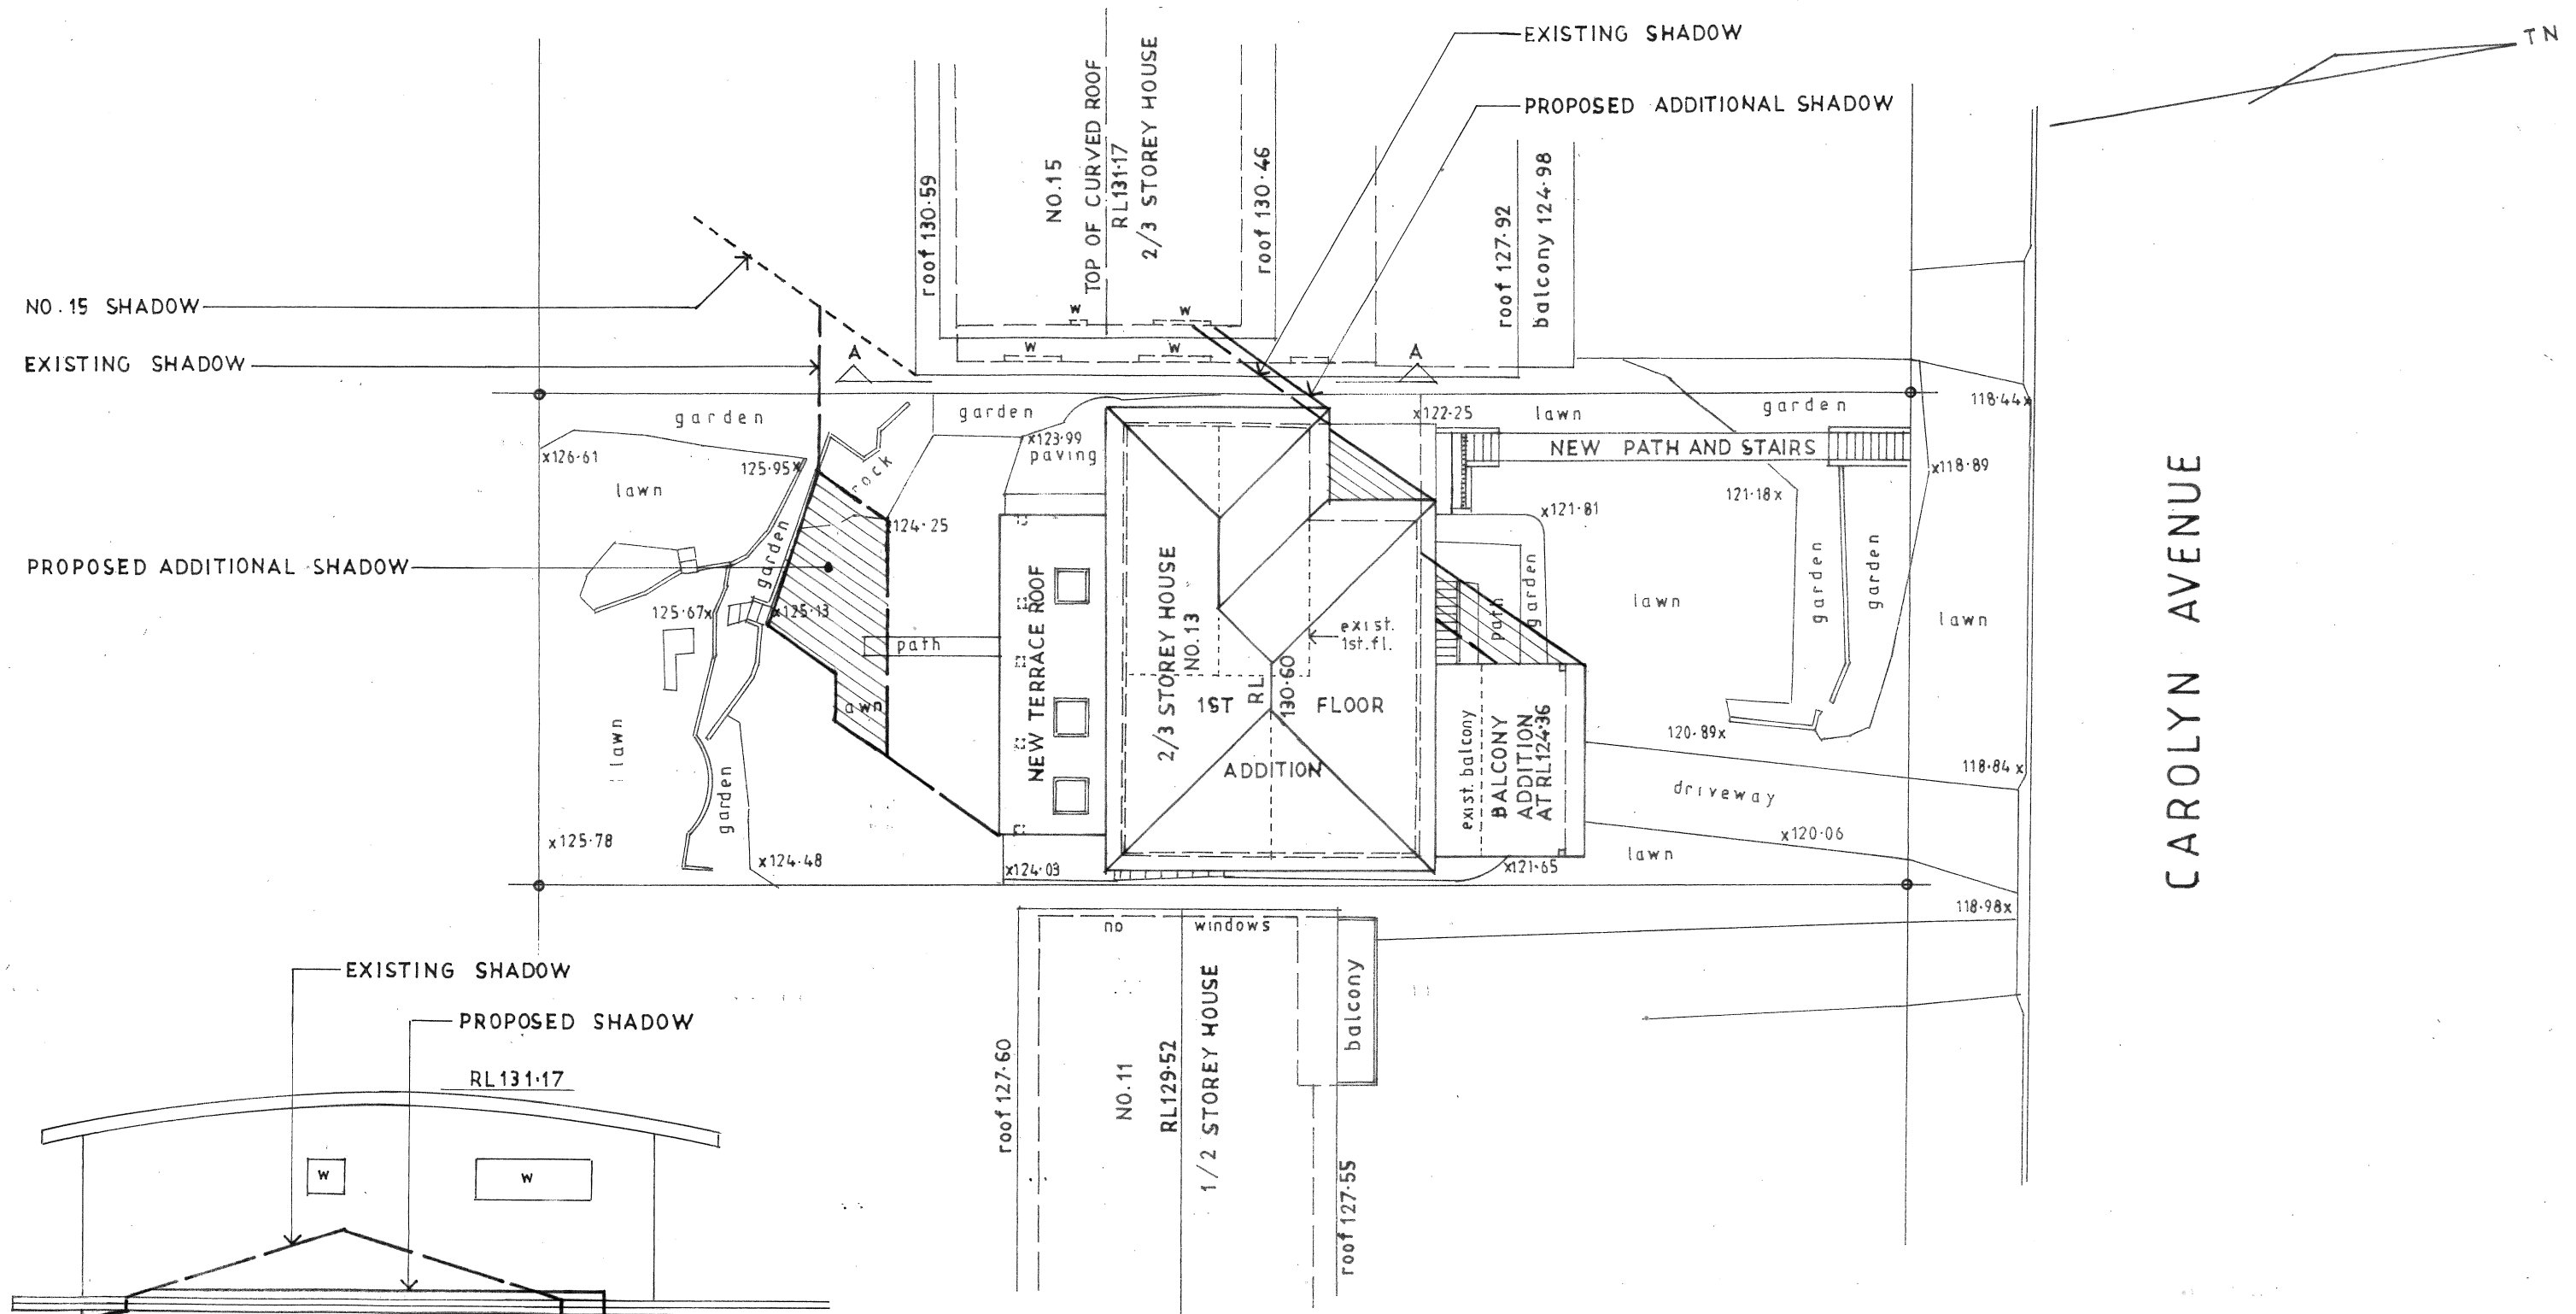 EXISTING SHADOW
PROPOSED ADDITIONAL SHADOW
TN
NO.15 SHADOW
EXISTING SHADOW
PROPOSED ADDITIONAL SHADOW
roof 130·59
NO.15
TOP OF CURVED ROOF
RL131·17
2/3 STOREY HOUSE
roof 130·46
roof 127·92
balcony 124·98
w
w
w
w
A
A
garden
garden
x123·99
paving
x122·25
lawn
garden
118·44x
NEW PATH AND STAIRS
x126·61
125·95x
rock
lawn
x118·89
121·18x
x121·81
124·25
garden
125·67x
x125·13
path
lawn
awn
garden
x125·78
x124·48
x124·03
NEW TERRACE ROOF
2/3 STOREY HOUSE
NO.13
exist.
1st.fl.
1ST
FLOOR
RL
130·60
ADDITION
path
garden
exist. balcony
BALCONY
ADDITION
AT RL124·36
lawn
garden
garden
lawn
120·89x
118·84x
driveway
x120·06
x121·65
lawn
118·98x
CAROLYN AVENUE
no windows
roof 127·60
NO.11
RL129·52
1/2 STOREY HOUSE
balcony
roof 127·55
EXISTING SHADOW
PROPOSED SHADOW
RL131·17
w
w